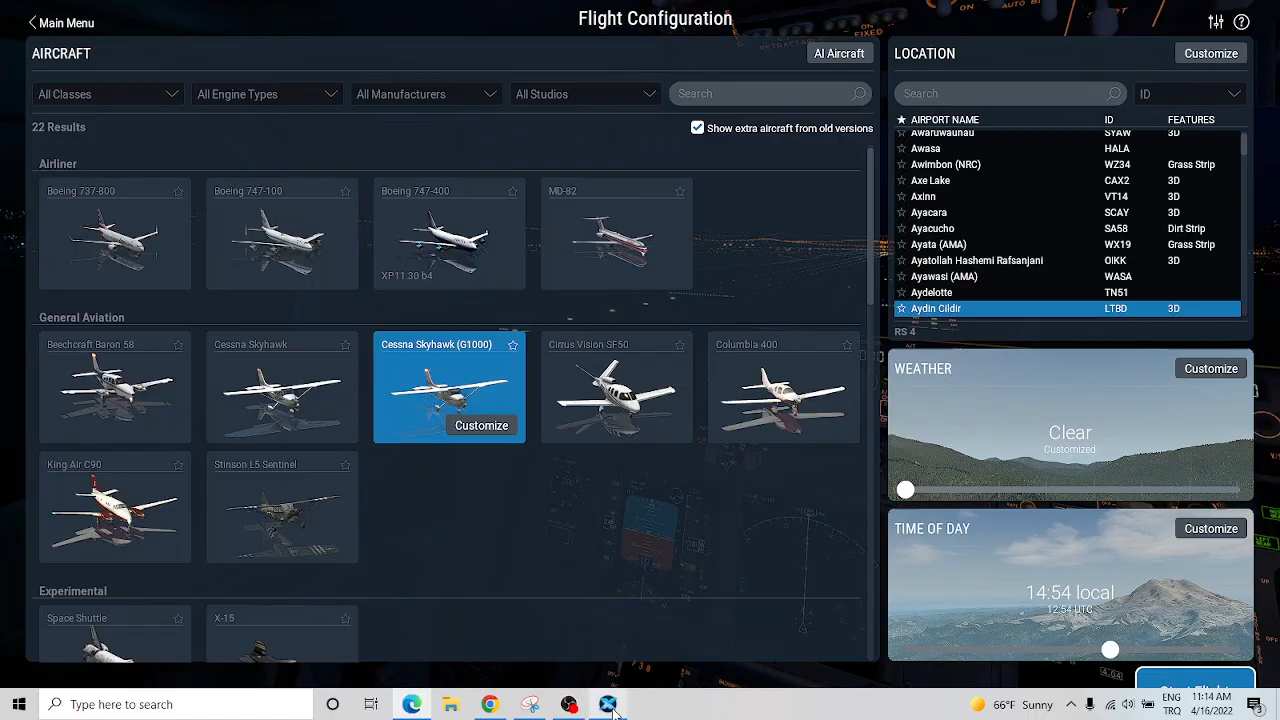 Main Menu
Flight Configuration
AIRCRAFT
AI Aircraft
All Classes
All Engine Types
All Manufacturers
All Studios
Search
22 Results
Show extra aircraft from old versions
Airliner
Boeing 737-800
Boeing 747-100
Boeing 747-400
MD-82
XP11.30 b4
General Aviation
Beechcraft Baron 58
Cessna Skyhawk
Cessna Skyhawk (G1000)
Cirrus Vision SF50
Columbia 400
Customize
King Air C90
Stinson L5 Sentinel
Experimental
Space Shuttle
X-15
LOCATION
Customize
Search
ID
AIRPORT NAME ID FEATURES
Awaruwaunau SYAW 3D
Awasa HALA
Awimbon (NRC) WZ34 Grass Strip
Axe Lake CAX2 3D
Axinn VT14 3D
Ayacara SCAY 3D
Ayacucho SA58 Dirt Strip
Ayata (AMA) WX19 Grass Strip
Ayatollah Hashemi Rafsanjani OIKK 3D
Ayawasi (AMA) WASA
Aydelotte TN51
Aydin Cildir LTBD 3D
RS 4
WEATHER
Customize
Clear
Customized
TIME OF DAY
Customize
14:54 local
12:54 UTC
Type here to search
66°F Sunny
ENG
TRQ
11:14 AM
4/16/2022
3